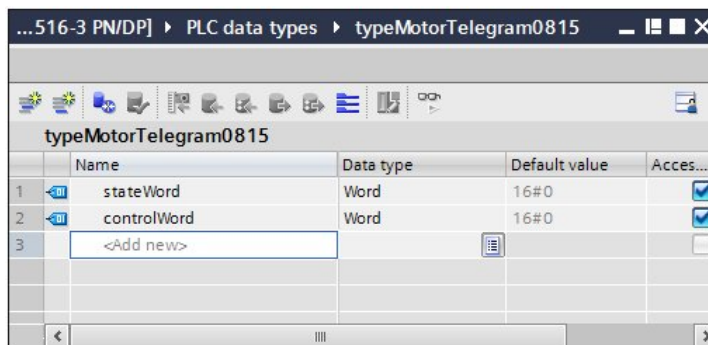 ...516-3 PN/DP] ▸ PLC data types ▸ typeMotorTelegram0815
typeMotorTelegram0815
Name Data type Default value Acces...
1 stateWord Word 16#0
2 controlWord Word 16#0
3 <Add new>